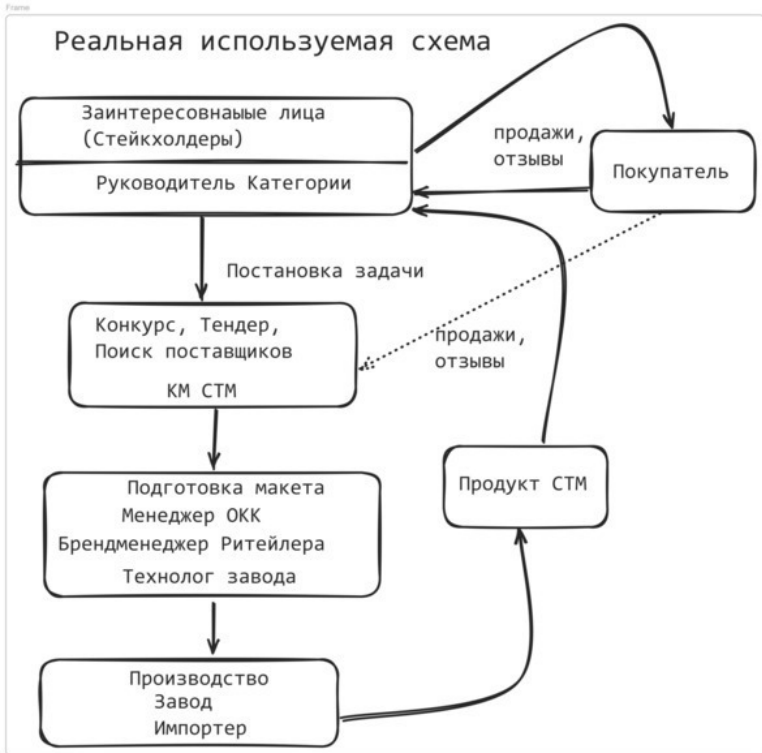 Frame
Реальная используемая схема
Заинтересовнаыые лица
(Стейкхолдеры)
Руководитель Категории
продажи,
отзывы
Покупатель
Постановка задачи
Конкурс, Тендер,
Поиск поставщиков
КМ СТМ
продажи,
отзывы
Подготовка макета
Менеджер ОКК
Брендменеджер Ритейлера
Технолог завода
Продукт СТМ
Производство
Завод
Импортер